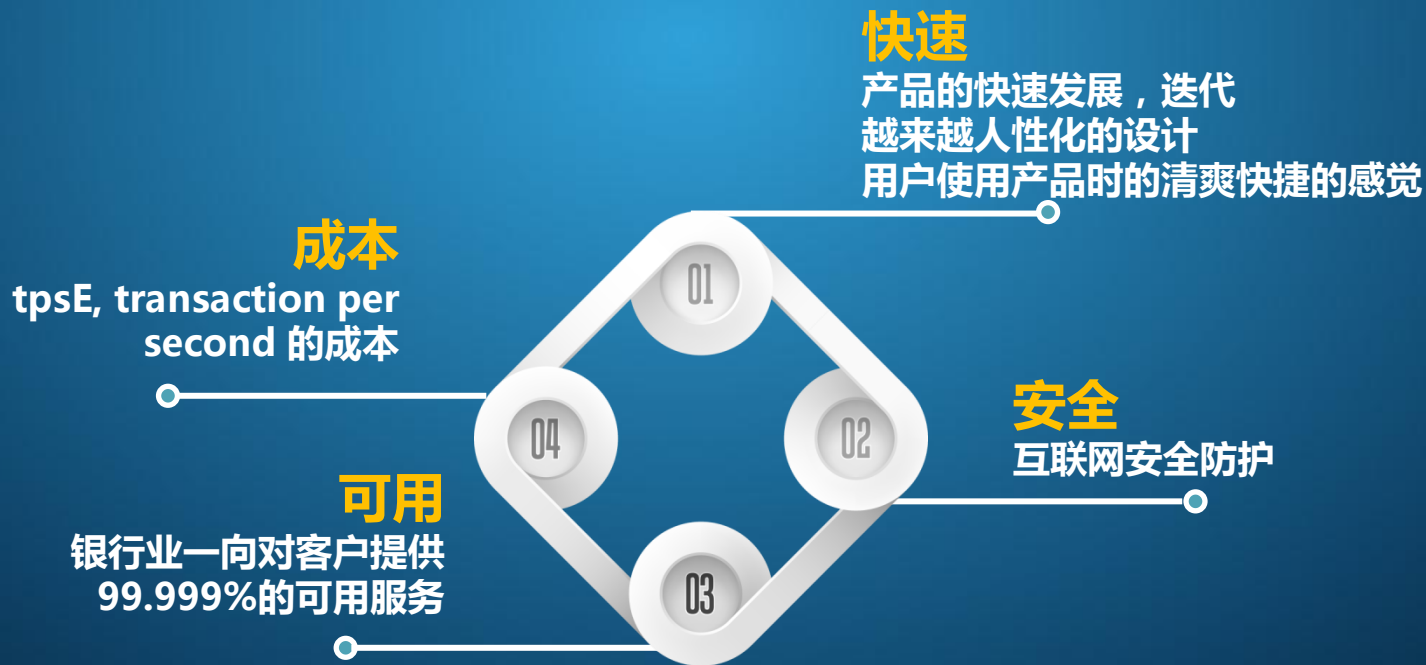 快速
产品的快速发展，迭代
越来越人性化的设计
用户使用产品时的清爽快捷的感觉
01
成本
tpsE, transaction per
second 的成本
04
02
安全
互联网安全防护
可用
银行业一向对客户提供
99.999%的可用服务
03